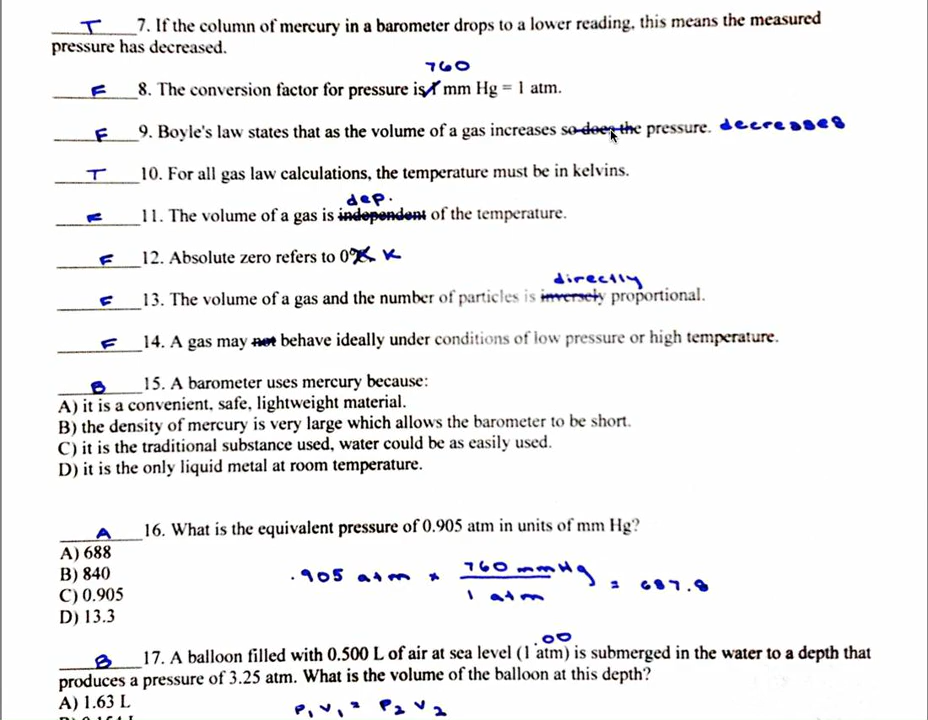 T 7. If the column of mercury in a barometer drops to a lower reading, this means the measured
pressure has decreased.
760
F 8. The conversion factor for pressure is 1 mm Hg = 1 atm.
F 9. Boyle's law states that as the volume of a gas increases so does the pressure. decreases
T 10. For all gas law calculations, the temperature must be in kelvins.
dep.
F 11. The volume of a gas is independent of the temperature.
F 12. Absolute zero refers to 0 K
directly
F 13. The volume of a gas and the number of particles is inversely proportional.
F 14. A gas may not behave ideally under conditions of low pressure or high temperature.
B 15. A barometer uses mercury because:
A) it is a convenient, safe, lightweight material.
B) the density of mercury is very large which allows the barometer to be short.
C) it is the traditional substance used, water could be as easily used.
D) it is the only liquid metal at room temperature.
A 16. What is the equivalent pressure of 0.905 atm in units of mm Hg?
A) 688
B) 840
C) 0.905
D) 13.3
.905 atm * 760 mmHg / 1 atm = 687.8
.00
B 17. A balloon filled with 0.500 L of air at sea level (1 atm) is submerged in the water to a depth that
produces a pressure of 3.25 atm. What is the volume of the balloon at this depth?
A) 1.63 L
P1 V1 = P2 V2